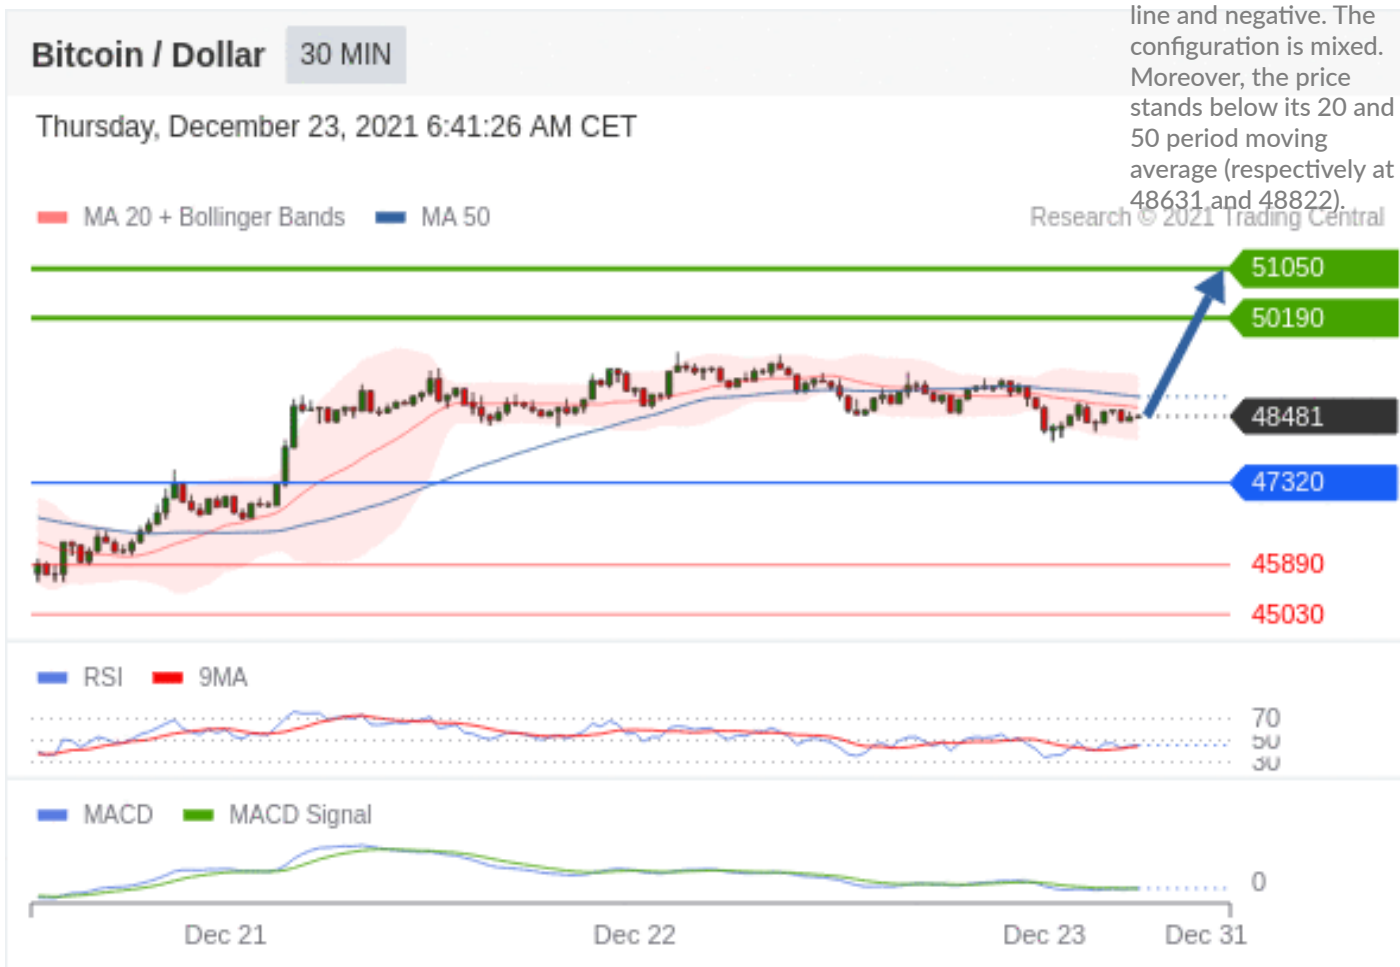 line and negative. The
configuration is mixed.
Moreover, the price
stands below its 20 and
50 period moving
average (respectively at
48631 and 48822).
Bitcoin / Dollar 30 MIN
Thursday, December 23, 2021 6:41:26 AM CET
MA 20 + Bollinger Bands MA 50
Research © 2021 Trading Central
51050
50190
48481
47320
45890
45030
RSI 9MA
70
50
30
MACD MACD Signal
0
Dec 21 Dec 22 Dec 23 Dec 31